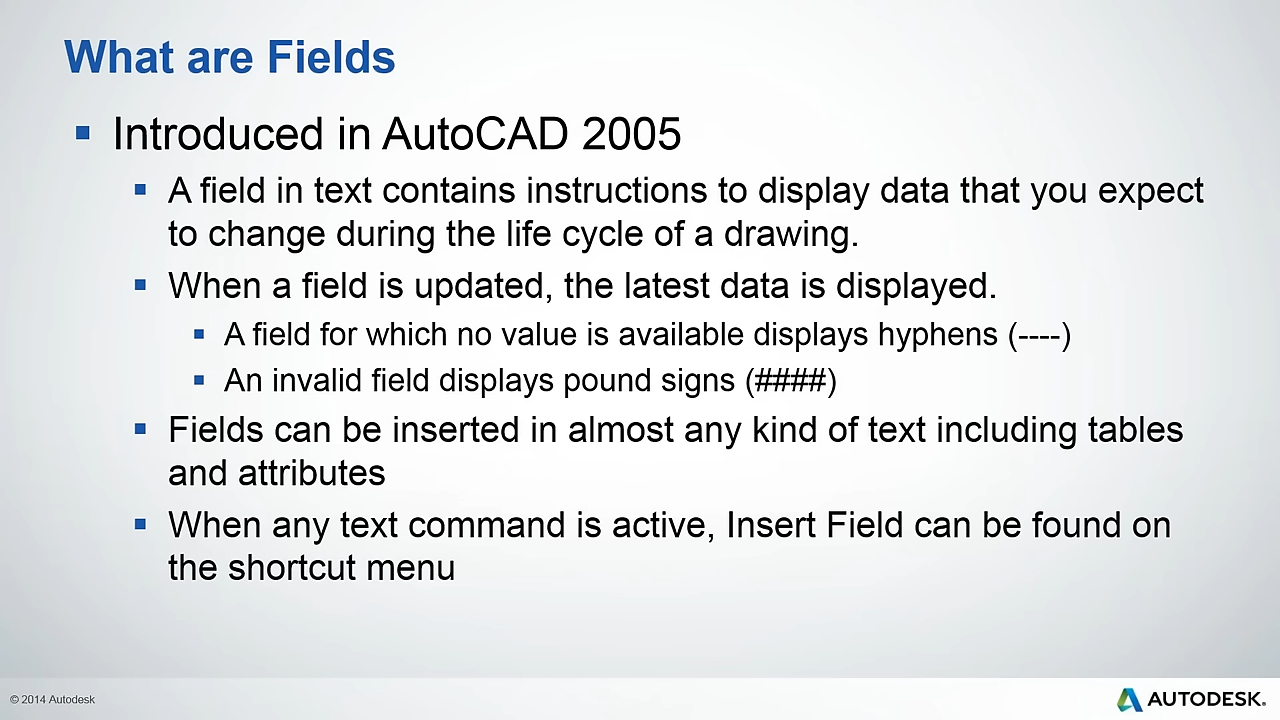 What are Fields
Introduced in AutoCAD 2005
A field in text contains instructions to display data that you expect
to change during the life cycle of a drawing.
When a field is updated, the latest data is displayed.
A field for which no value is available displays hyphens (----)
An invalid field displays pound signs (####)
Fields can be inserted in almost any kind of text including tables
and attributes
When any text command is active, Insert Field can be found on
the shortcut menu
© 2014 Autodesk
AUTODESK.